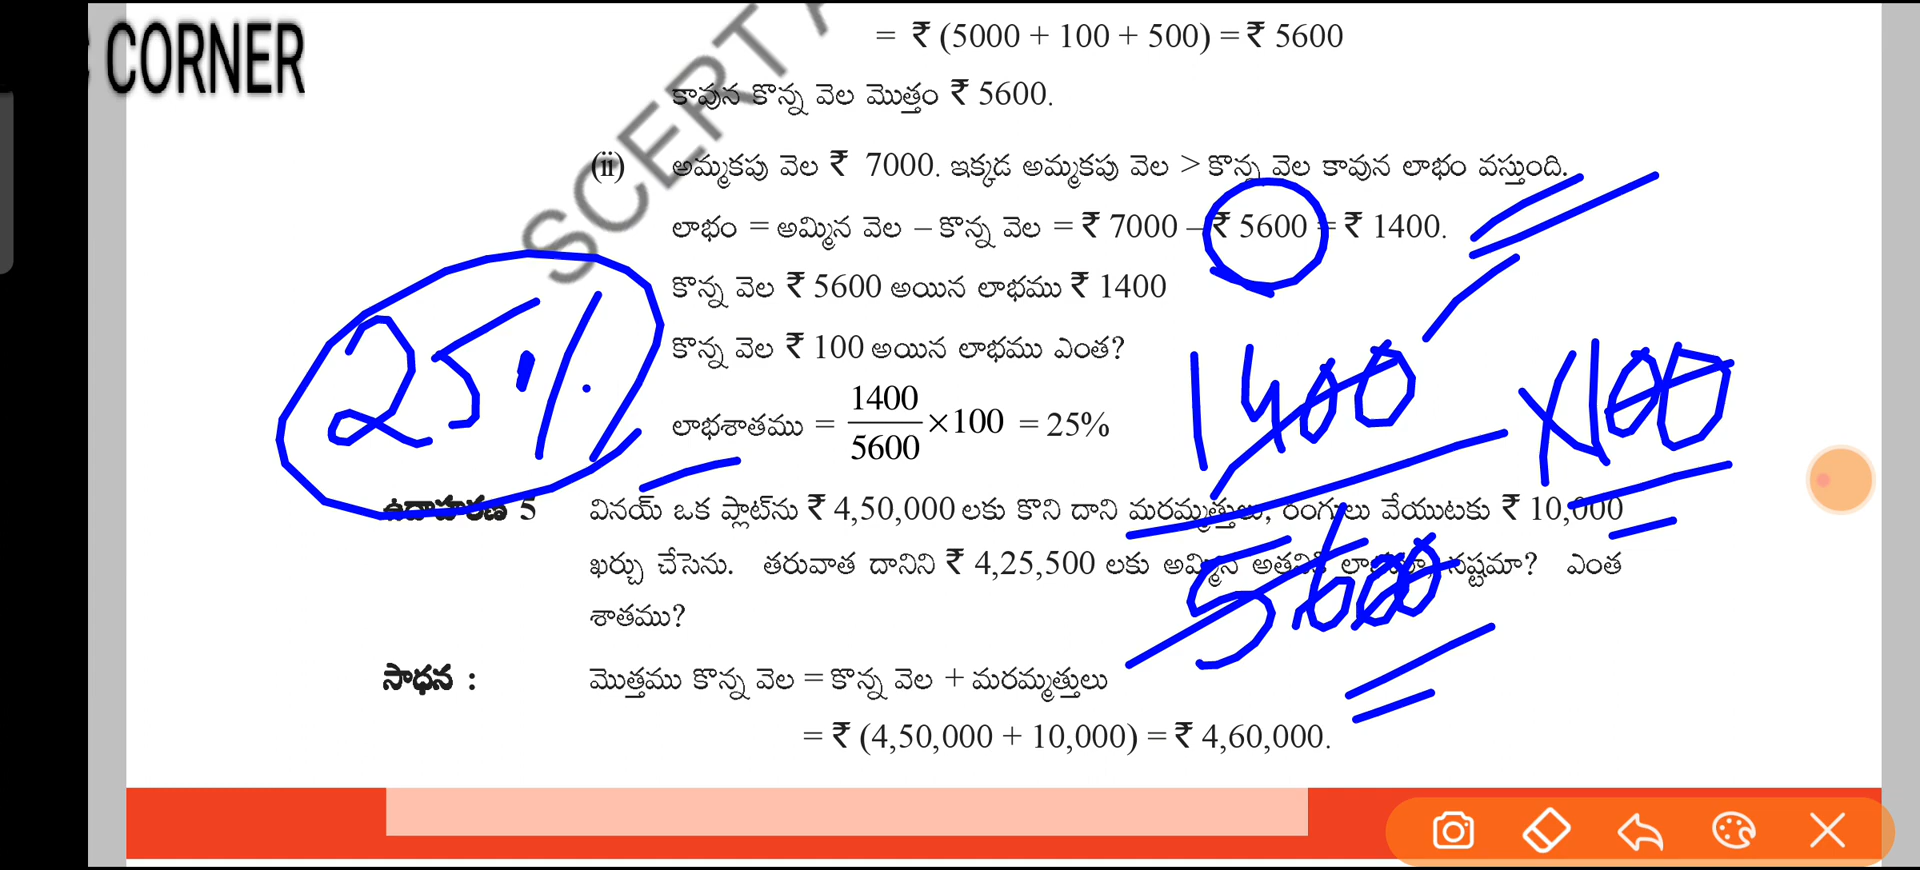 CORNER
= ₹ (5000 + 100 + 500) = ₹ 5600
కావున కొన్న వెల మొత్తం ₹ 5600.
(ii) అమ్మకపు వెల ₹ 7000. ఇక్కడ అమ్మకపు వెల > కొన్న వెల కావున లాభం వస్తుంది.
లాభం = అమ్మిన వెల – కొన్న వెల = ₹ 7000 – ₹ 5600 = ₹ 1400.
కొన్న వెల ₹ 5600 అయిన లాభము ₹ 1400
కొన్న వెల ₹ 100 అయిన లాభము ఎంత?
లాభశాతము = 1400/5600 ×100 = 25%
25%
1400 ×100
5600
ఉదాహరణ 5 వినయ్ ఒక ప్లాట్‌ను ₹ 4,50,000 లకు కొని దాని మరమ్మత్తులు, రంగులు వేయుటకు ₹ 10,000
ఖర్చు చేసెను. తరువాత దానిని ₹ 4,25,500 లకు అమ్మిన అతనికి లాభమా, నష్టమా? ఎంత
శాతము?
సాధన : మొత్తము కొన్న వెల = కొన్న వెల + మరమ్మత్తులు
= ₹ (4,50,000 + 10,000) = ₹ 4,60,000.
SCERT